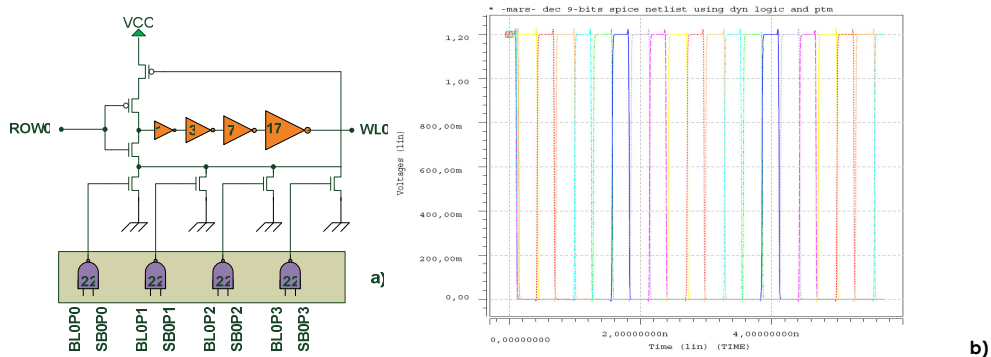 VCC
ROW0
3
7
17
WL0
22
22
22
22
BL0P0
SB0P0
BL0P1
SB0P1
BL0P2
SB0P2
BL0P3
SB0P3
a)
* -mars- dec 9-bits spice netlist using dyn logic and ptm
1,20
1,00
800,00m
600,00m
400,00m
200,00m
0,00
Voltages (lin)
0,00000000
2,00000000n
4,00000000n
Time (lin) (TIME)
b)